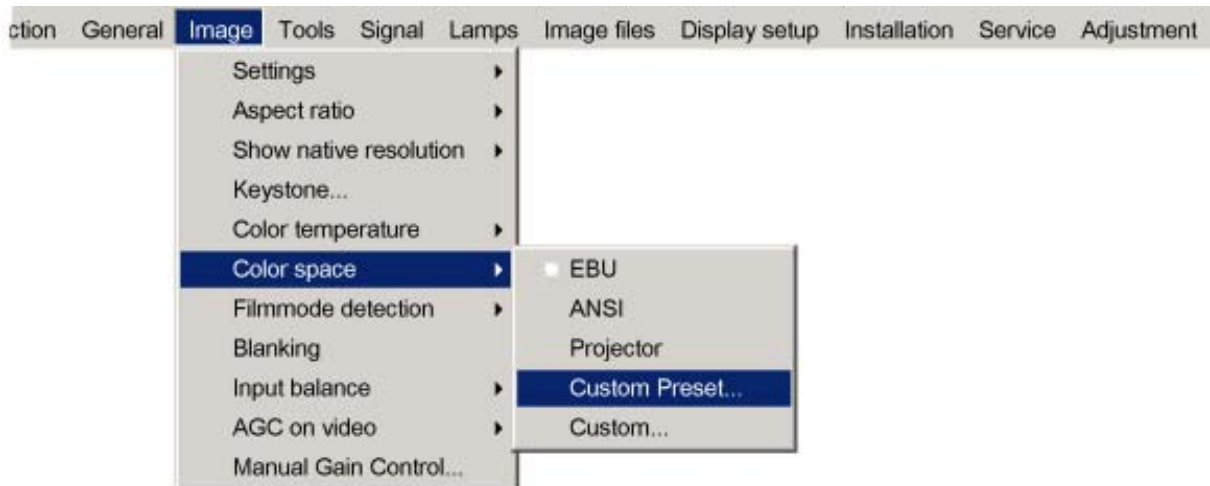 ction General Image Tools Signal Lamps Image files Display setup Installation Service Adjustment
Settings
Aspect ratio
Show native resolution
Keystone...
Color temperature
Color space
Filmmode detection
Blanking
Input balance
AGC on video
Manual Gain Control...
EBU
ANSI
Projector
Custom Preset...
Custom...